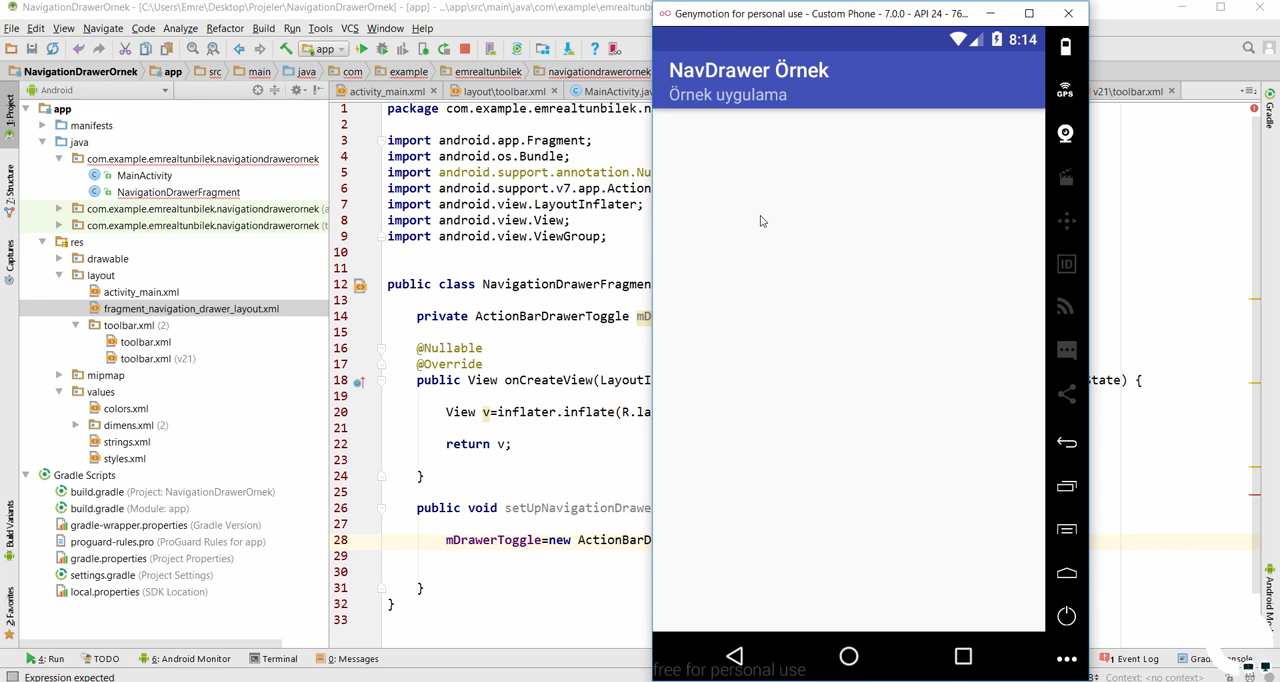 NavigationDrawerOrnek - [C:\Users\Emre\Desktop\Projeler\NavigationDrawerOrnek] - [app] - ...\app\src\main\java\com\example\emrealtunbi
File Edit View Navigate Code Analyze Refactor Build Run Tools VCS Window Help
app
NavigationDrawerOrnek app src main java com example emrealtunbilek navigationdrawerornek
Android
activity_main.xml layout\toolbar.xml MainActivity.jav v21\toolbar.xml
1: Project
Z: Structure
Captures
Build Variants
2: Favorites
Gradle
app
manifests
java
com.example.emrealtunbilek.navigationdrawerornek
MainActivity
NavigationDrawerFragment
com.example.emrealtunbilek.navigationdrawerornek (a
com.example.emrealtunbilek.navigationdrawerornek (t
res
drawable
layout
activity_main.xml
fragment_navigation_drawer_layout.xml
toolbar.xml (2)
toolbar.xml
toolbar.xml (v21)
mipmap
values
colors.xml
dimens.xml (2)
strings.xml
styles.xml
Gradle Scripts
build.gradle (Project: NavigationDrawerOrnek)
build.gradle (Module: app)
gradle-wrapper.properties (Gradle Version)
proguard-rules.pro (ProGuard Rules for app)
gradle.properties (Project Properties)
settings.gradle (Project Settings)
local.properties (SDK Location)
1 package com.example.emrealtunbilek.n
2
3 import android.app.Fragment;
4 import android.os.Bundle;
5 import android.support.annotation.Nu
6 import android.support.v7.app.Action
7 import android.view.LayoutInflater;
8 import android.view.View;
9 import android.view.ViewGroup;
10
11
12 public class NavigationDrawerFragmen
13
14 private ActionBarDrawerToggle mD
15
16 @Nullable
17 @Override
18 public View onCreateView(LayoutI tate) {
19
20 View v=inflater.inflate(R.la
21
22 return v;
23
24 }
25
26 public void setUpNavigationDrawe
27
28 mDrawerToggle=new ActionBarD
29
30
31 }
32 }
33
Genymotion for personal use - Custom Phone - 7.0.0 - API 24 - 76...
8:14
NavDrawer Örnek
Örnek uygulama
GPS
ID
free for personal use
4: Run TODO 6: Android Monitor Terminal 0: Messages 1 Event Log
Expression expected
Context: <no context>